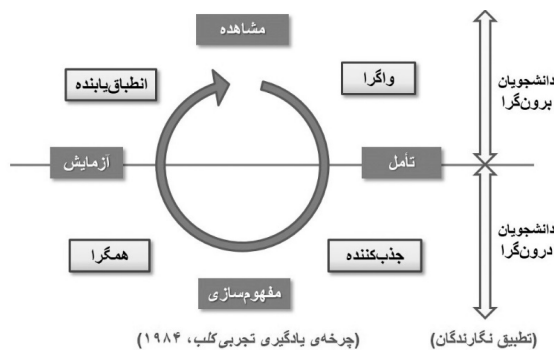 مشاهده
واگرا
انطباق‌یابنده
دانشجویان
برون‌گرا
تأمل
آزمایش
دانشجویان
درون‌گرا
جذب‌کننده
همگرا
مفهوم‌سازی
(تطبیق نگارندگان)
(چرخه‌ی یادگیری تجربی کلب، ۱۹۸۴)